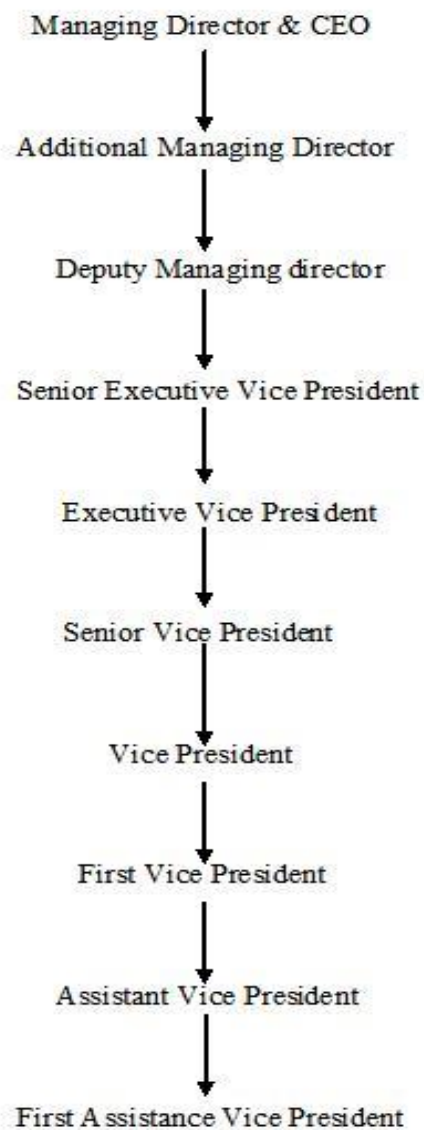 Managing Director & CEO
Additional Managing Director
Deputy Managing director
Senior Executive Vice President
Executive Vice President
Senior Vice President
Vice President
First Vice President
Assistant Vice President
First Assistance Vice President